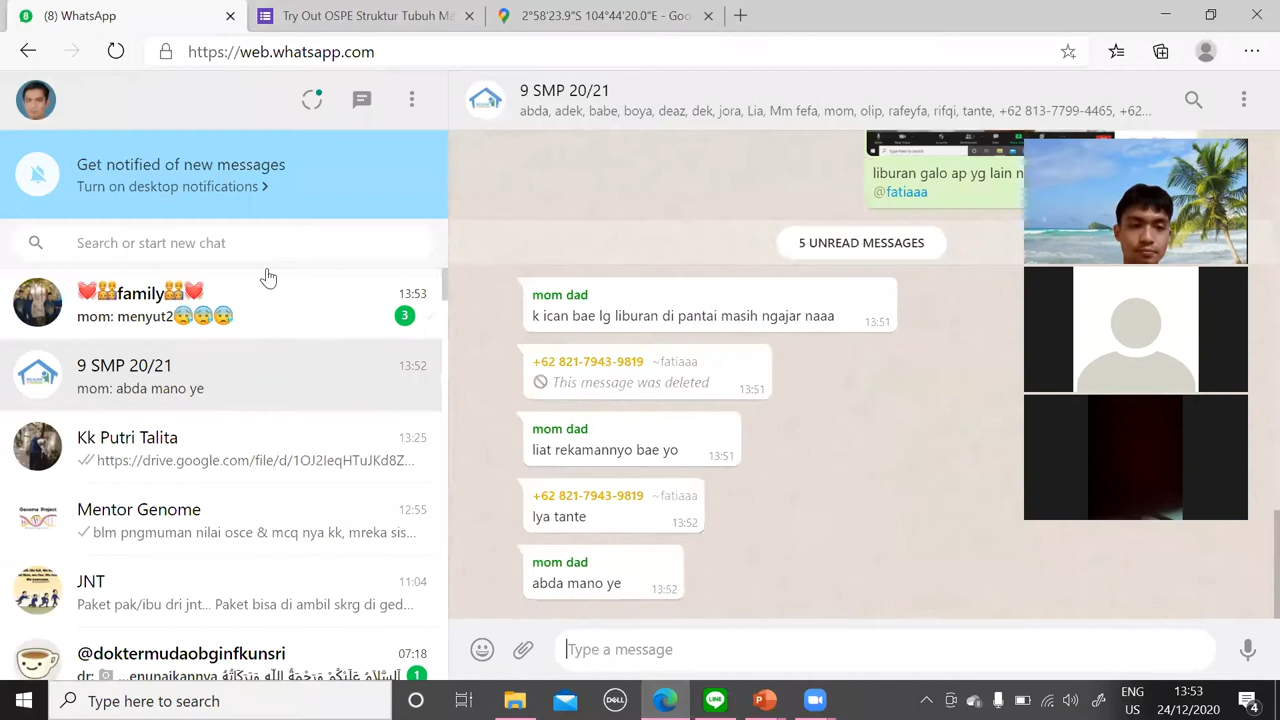 (8) WhatsApp
Try Out OSPE Struktur Tubuh M
2°58'23.9"S 104°44'20.0"E - Goo
https://web.whatsapp.com
Get notified of new messages
Turn on desktop notifications >
Search or start new chat
family 13:53
mom: menyut2 3
9 SMP 20/21 13:52
mom: abda mano ye
Kk Putri Talita 13:25
https://drive.google.com/file/d/1OJ2IeqHTuJKd8Z...
Mentor Genome 12:55
blm pngmuman nilai osce & mcq nya kk, mreka sis...
JNT 11:04
Paket pak/ibu dri jnt... Paket bisa di ambil skrg di ged...
@doktermudaobginfkunsri 07:18
dr: ...enunaikannya السَّلاَمُ عَلَيْكُمْ وَرَحْمَةُ اللهِ وَبَرَكَاتُهُ 1
9 SMP 20/21
abda, adek, babe, boya, deaz, dek, jora, Lia, Mm fefa, mom, olip, rafeyfa, rifqi, tante, +62 813-7799-4465, +62...
liburan galo ap yg lain n
@fatiaaa
5 UNREAD MESSAGES
mom dad
k ican bae lg liburan di pantai masih ngajar naaa 13:51
+62 821-7943-9819 ~fatiaaa
This message was deleted 13:51
mom dad
liat rekamannyo bae yo 13:51
+62 821-7943-9819 ~fatiaaa
Iya tante 13:52
mom dad
abda mano ye 13:52
Type a message
Type here to search
DELL
ENG
US
13:53
24/12/2020
4